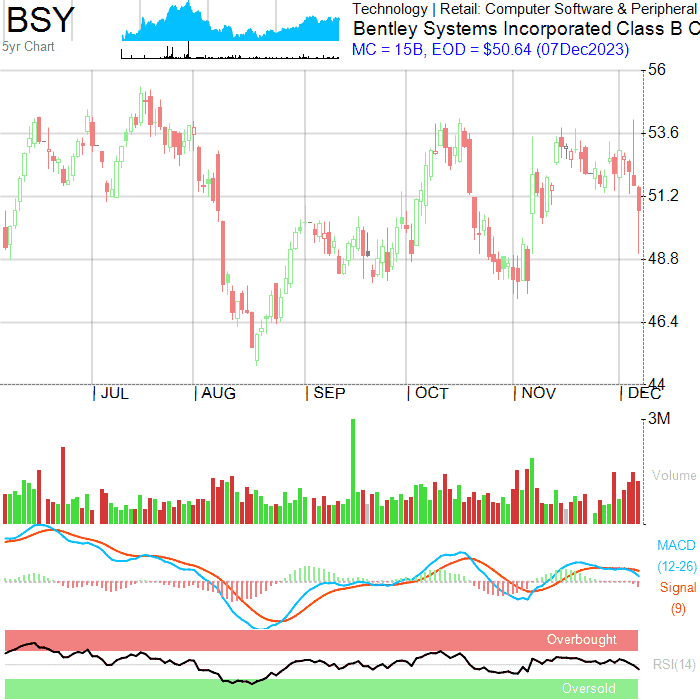 BSY
5yr Chart
Technology | Retail: Computer Software & Peripheral
Bentley Systems Incorporated Class B C
MC = 15B, EOD = $50.64 (07Dec2023)
56
53.6
51.2
48.8
46.4
44
| JUL | AUG | SEP | OCT | NOV | DEC
3M
Volume
MACD
(12-26)
Signal
(9)
Overbought
RSI(14)
Oversold